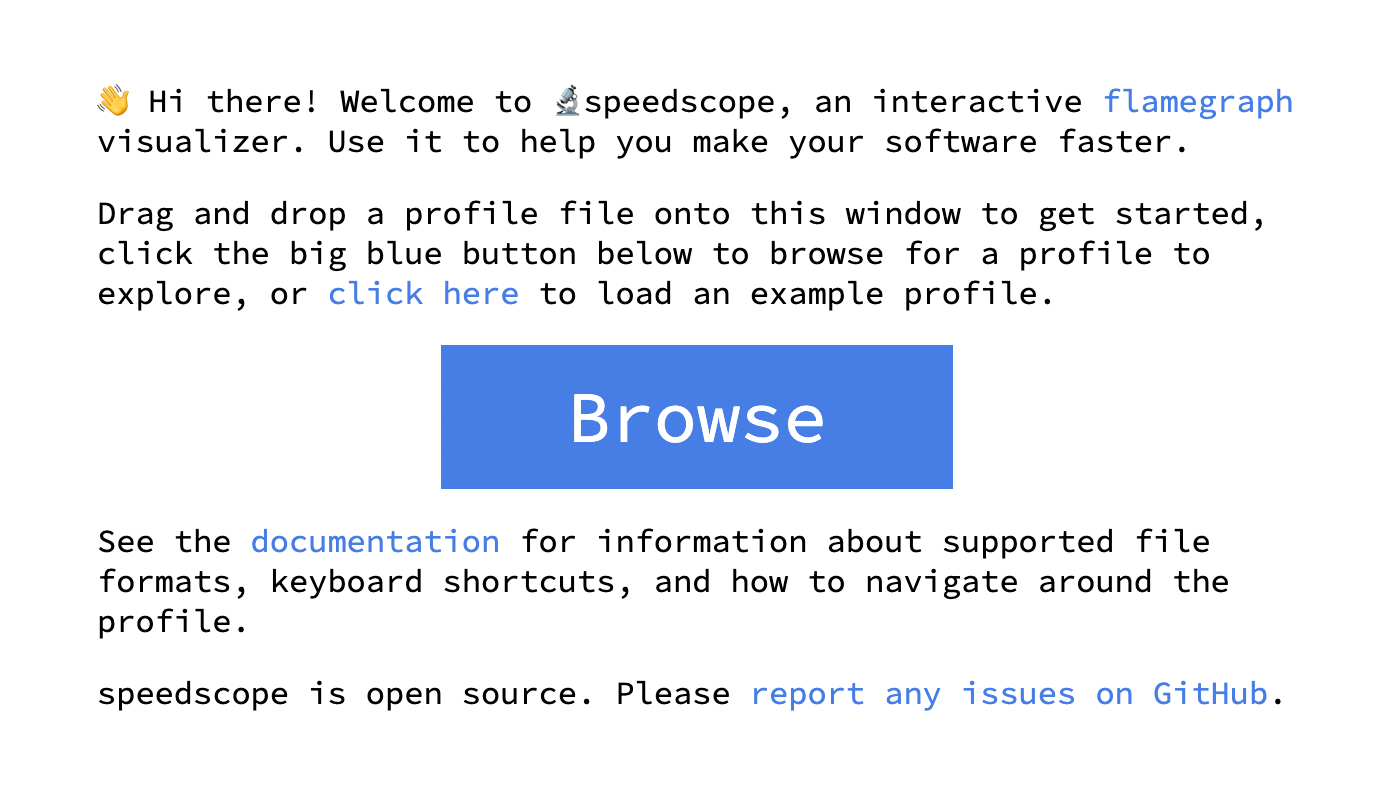 👋 Hi there! Welcome to 🔬speedscope, an interactive flamegraph
visualizer. Use it to help you make your software faster.
Drag and drop a profile file onto this window to get started,
click the big blue button below to browse for a profile to
explore, or click here to load an example profile.
Browse
See the documentation for information about supported file
formats, keyboard shortcuts, and how to navigate around the
profile.
speedscope is open source. Please report any issues on GitHub.